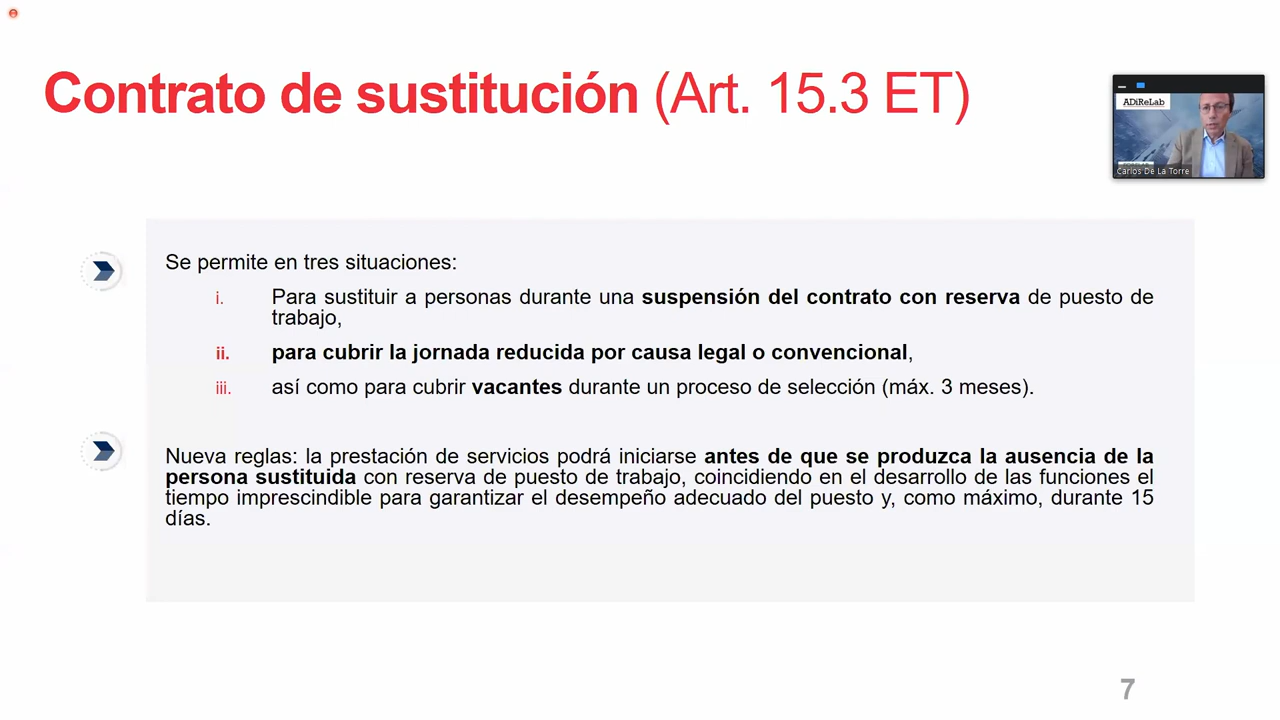 Contrato de sustitución (Art. 15.3 ET)
ADiReLab
Carlos De La Torre
Se permite en tres situaciones:
i. Para sustituir a personas durante una suspensión del contrato con reserva de puesto de
trabajo,
ii. para cubrir la jornada reducida por causa legal o convencional,
iii. así como para cubrir vacantes durante un proceso de selección (máx. 3 meses).
Nueva reglas: la prestación de servicios podrá iniciarse antes de que se produzca la ausencia de la
persona sustituida con reserva de puesto de trabajo, coincidiendo en el desarrollo de las funciones el
tiempo imprescindible para garantizar el desempeño adecuado del puesto y, como máximo, durante 15
días.
7